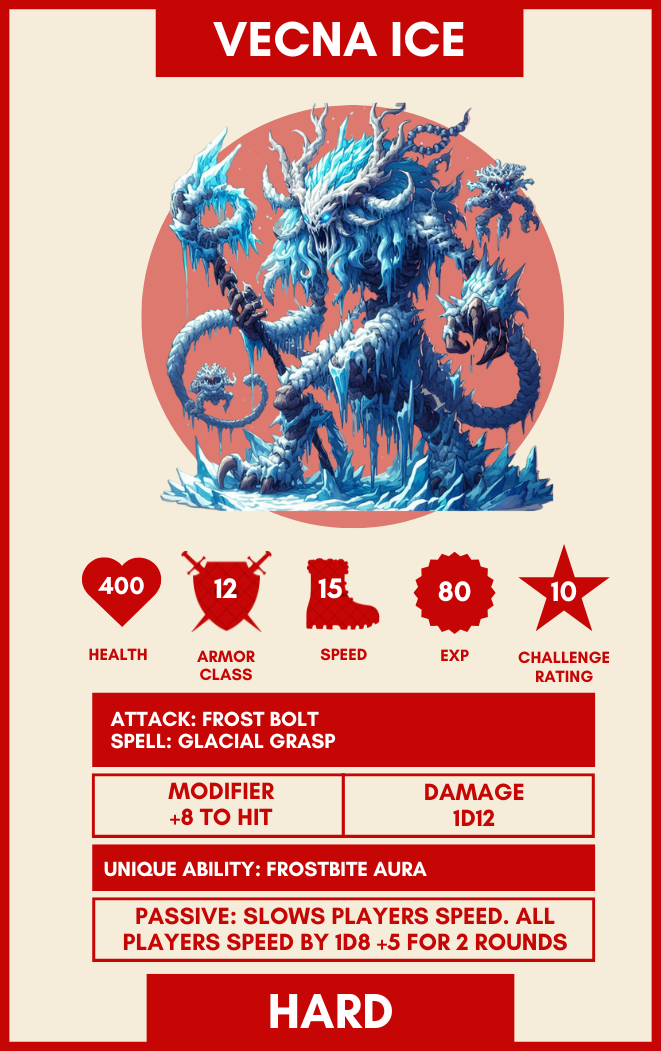 VECNA ICE
400
12
15
80
10
HEALTH
ARMOR
CLASS
SPEED
EXP
CHALLENGE
RATING
ATTACK: FROST BOLT
SPELL: GLACIAL GRASP
MODIFIER
+8 TO HIT
DAMAGE
1D12
UNIQUE ABILITY: FROSTBITE AURA
PASSIVE: SLOWS PLAYERS SPEED. ALL
PLAYERS SPEED BY 1D8 +5 FOR 2 ROUNDS
HARD